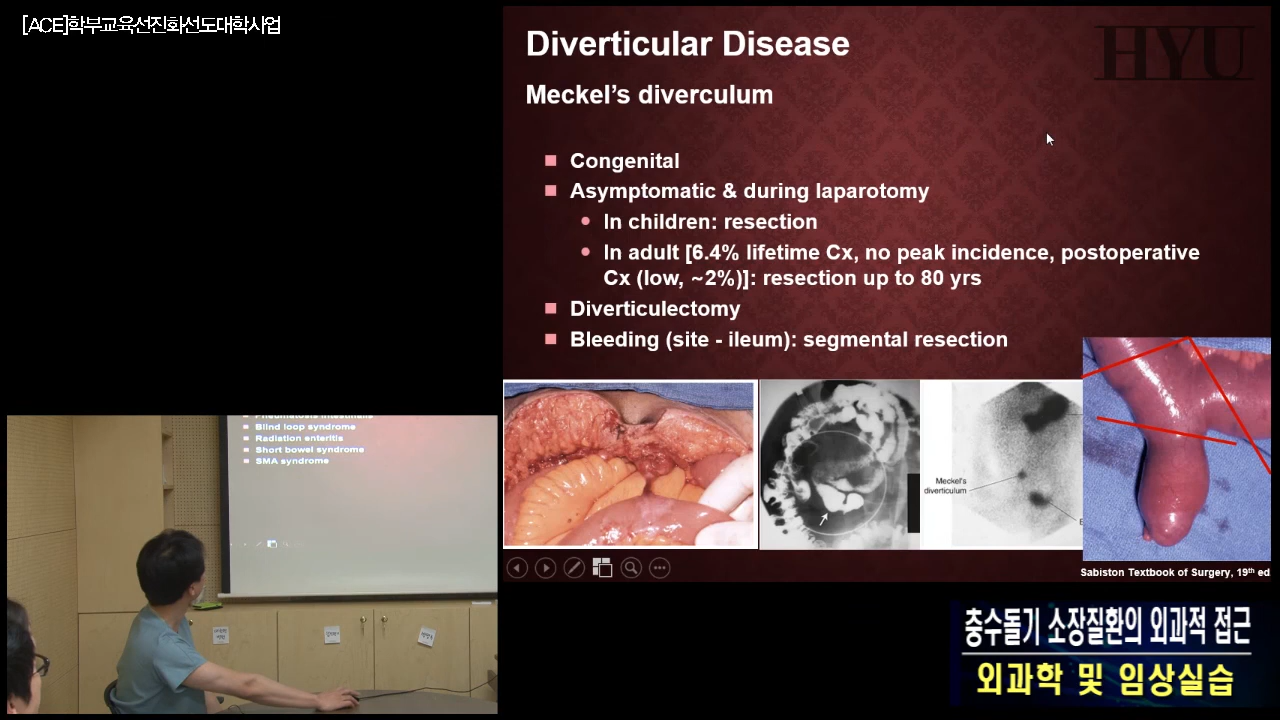 [ACE]학부교육선진화선도대학사업
Diverticular Disease
HYU
Meckel’s diverculum
Congenital
Asymptomatic & during laparotomy
In children: resection
In adult [6.4% lifetime Cx, no peak incidence, postoperative
Cx (low, ~2%)]: resection up to 80 yrs
Diverticulectomy
Bleeding (site - ileum): segmental resection
Meckel's
diverticulum
Sabiston Textbook of Surgery, 19th ed
Blind loop syndrome
Radiation enteritis
Short bowel syndrome
SMA syndrome
충수돌기 소장질환의 외과적 접근
외과학 및 임상실습